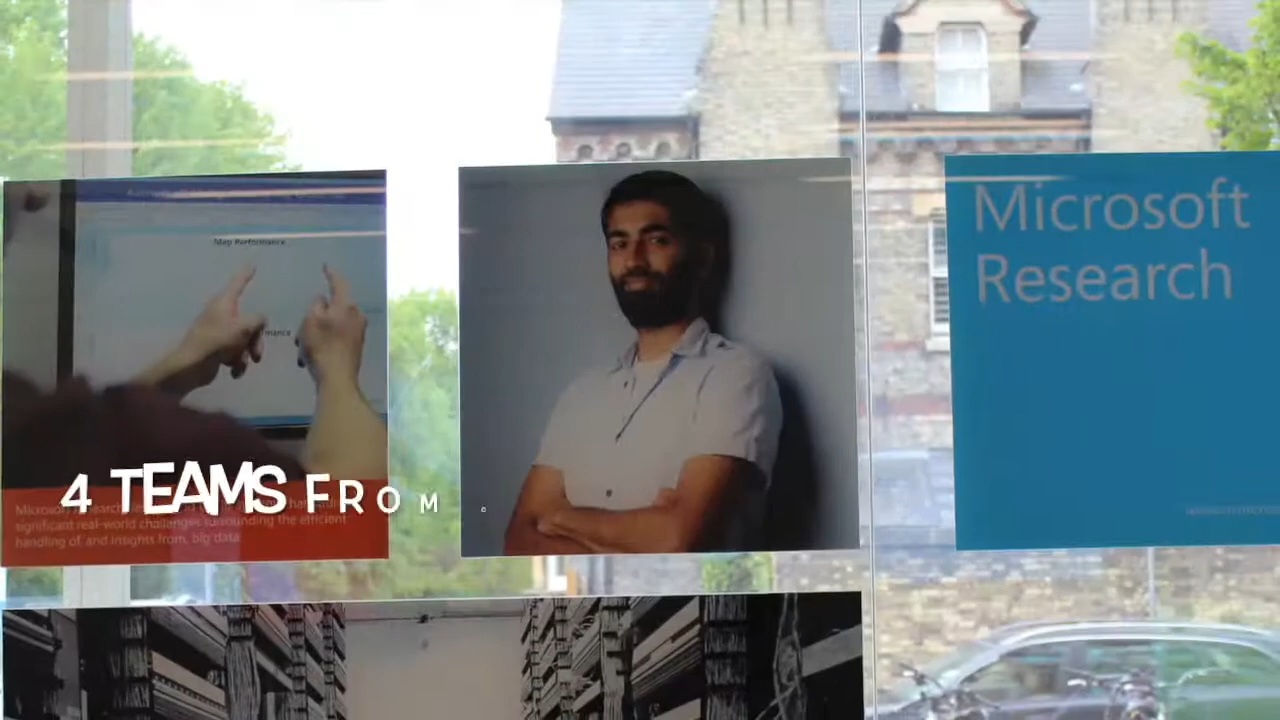 Map Performance
Microsoft
Research
4 TEAMS FROM
significant real-world challenges surrounding the efficient
handling of, and insights from, big data